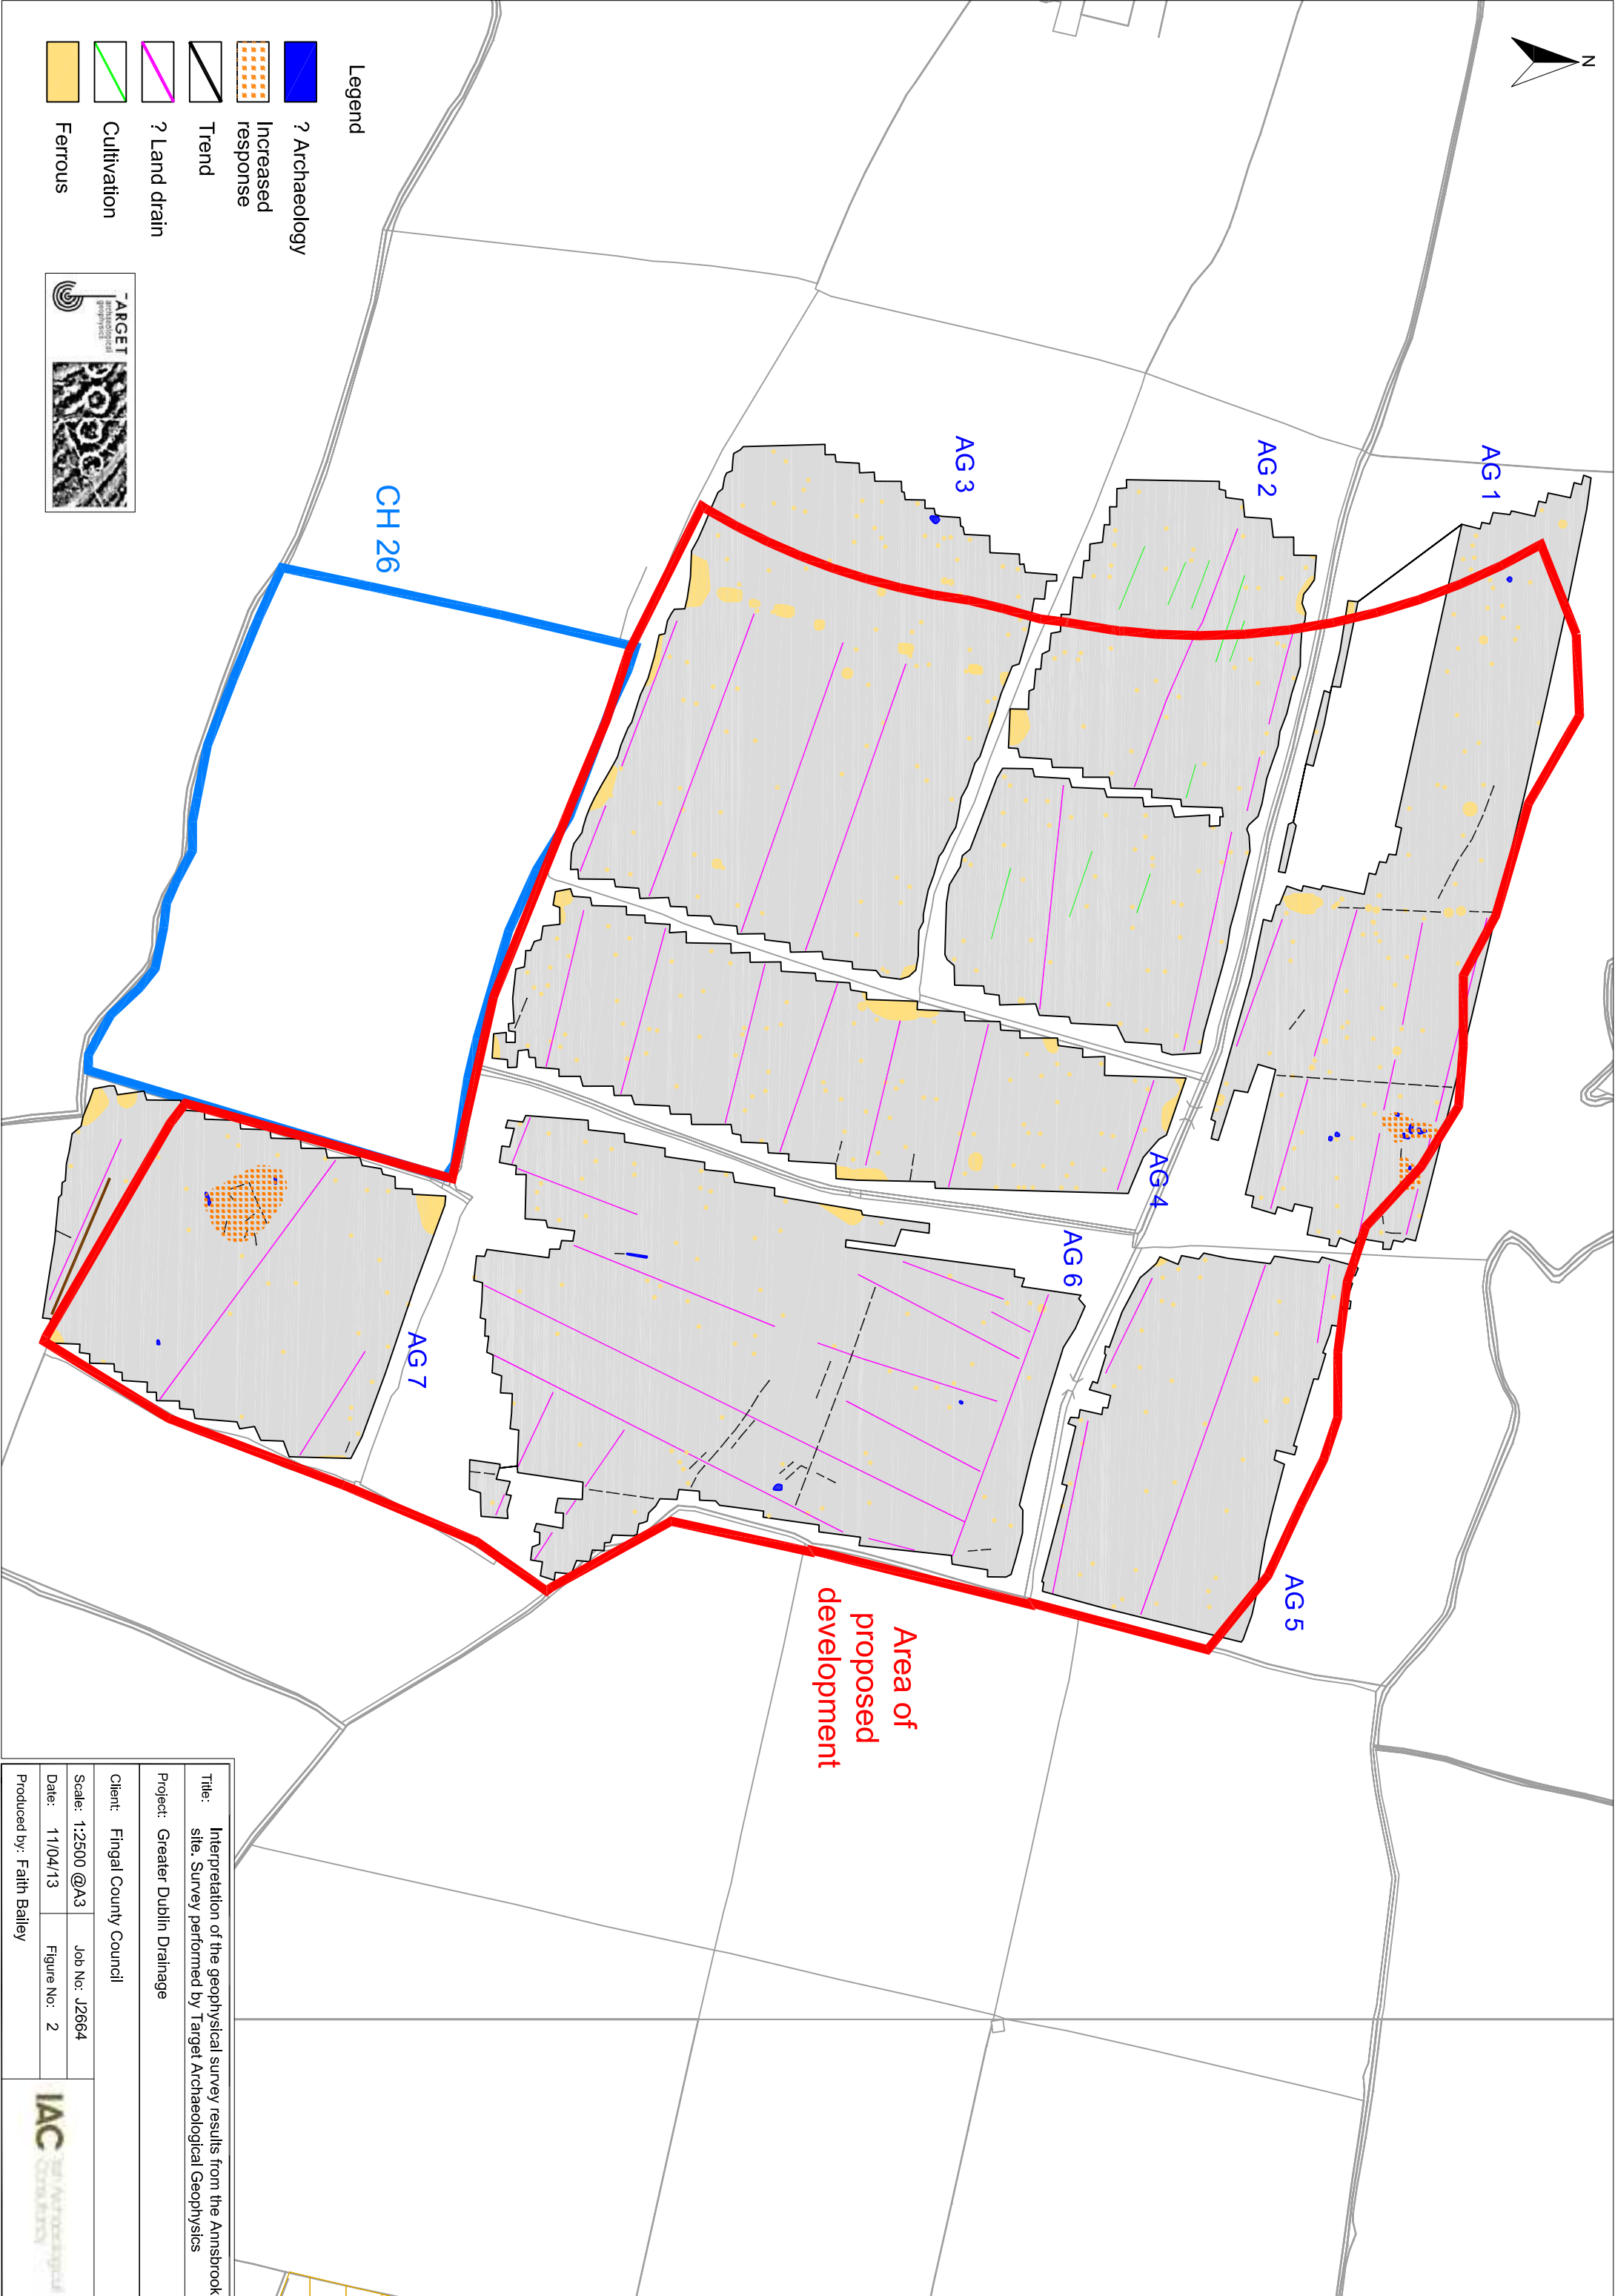 N
AG 1
AG 2
AG 3
AG 4
AG 5
AG 6
AG 7
CH 26
Area of
proposed
development
Legend
? Archaeology
Increased
response
Trend
? Land drain
Cultivation
Ferrous
TARGET
archaeological
geophysics
Title: Interpretation of the geophysical survey results from the Annsbrook
site. Survey performed by Target Archaeological Geophysics
Project: Greater Dublin Drainage
Client: Fingal County Council
Scale: 1:2500 @A3 Job No: J2664
Date: 11/04/13 Figure No: 2
Produced by: Faith Bailey
IAC Irish Archaeological
Consultancy